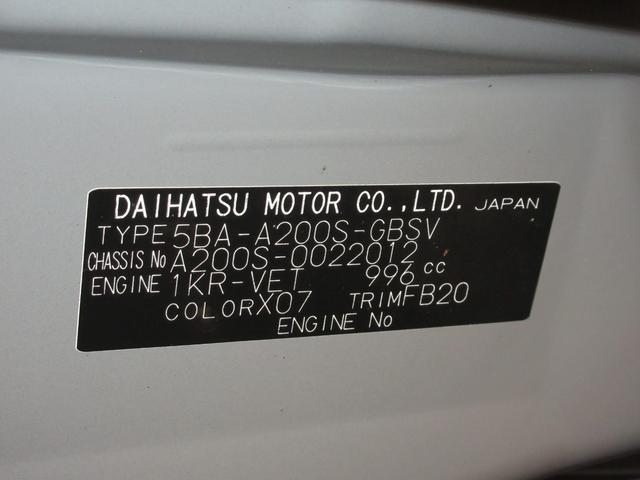 DAIHATSU MOTOR CO.,LTD. JAPAN
TYPE 5BA-A200S-GBSV
CHASSIS No A200S-0022012
ENGINE 1KR-VET 996 cc
COLOR X07 TRIM FB20
ENGINE No